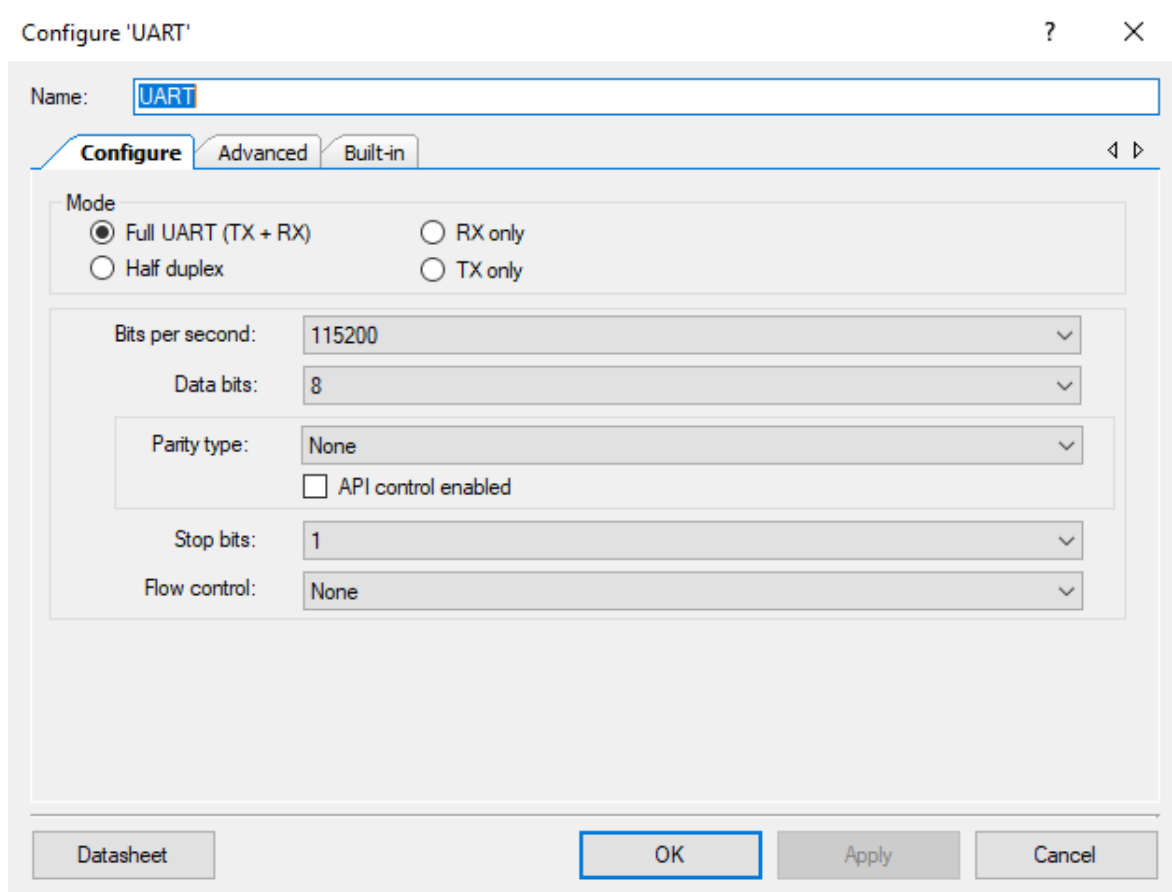 Configure 'UART'
?
Name: UART
Configure Advanced Built-in
Mode
Full UART (TX + RX) RX only
Half duplex TX only
Bits per second: 115200
Data bits: 8
Parity type: None
API control enabled
Stop bits: 1
Flow control: None
Datasheet OK Apply Cancel